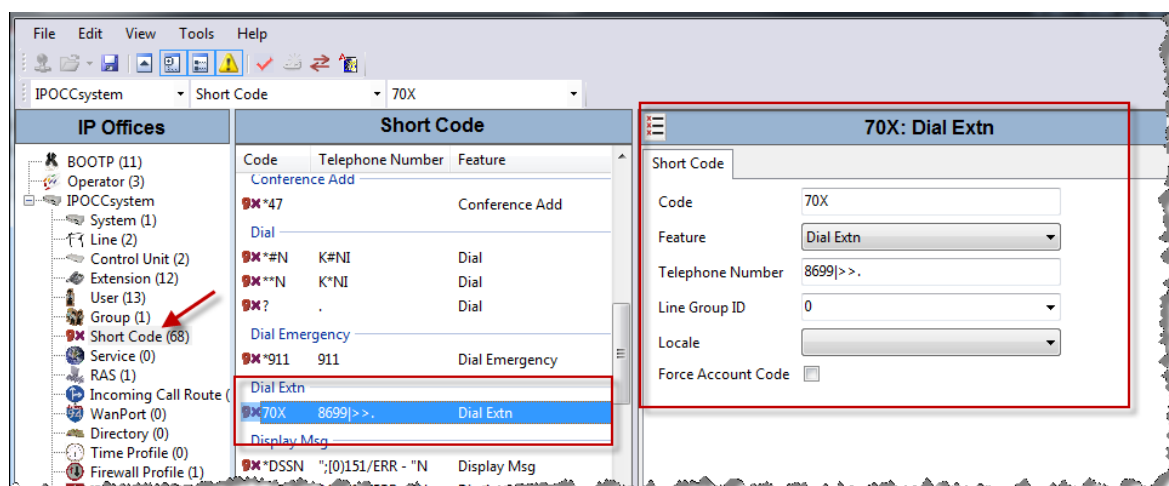 File Edit View Tools Help
IPOCCsystem Short Code 70X
IP Offices
BOOTP (11)
Operator (3)
IPOCCsystem
System (1)
Line (2)
Control Unit (2)
Extension (12)
User (13)
Group (1)
Short Code (68)
Service (0)
RAS (1)
Incoming Call Route (
WanPort (0)
Directory (0)
Time Profile (0)
Firewall Profile (1)
Short Code
Code Telephone Number Feature
Conference Add
*47 Conference Add
Dial
*#N K#NI Dial
**N K*NI Dial
? . Dial
Dial Emergency
*911 911 Dial Emergency
Dial Extn
70X 8699|>>. Dial Extn
Display Msg
*DSSN ";[0)151/ERR - "N Display Msg
70X: Dial Extn
Short Code
Code 70X
Feature Dial Extn
Telephone Number 8699|>>.
Line Group ID 0
Locale
Force Account Code